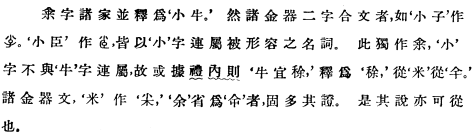 釆字諸家並釋爲‘小牛。’ 然諸金器二字合文者，如‘小子’作
，‘小臣’作，皆以‘小’字連屬被形容之名詞。 此獨作，‘小’
字不與‘牛’字連屬，故或據禮內則‘牛宜稌，’釋爲‘稌，’從‘米’從‘余。’
諸金器文，‘米’作‘’，‘余’省爲‘’者，固多其證。 是其說亦可從
也。